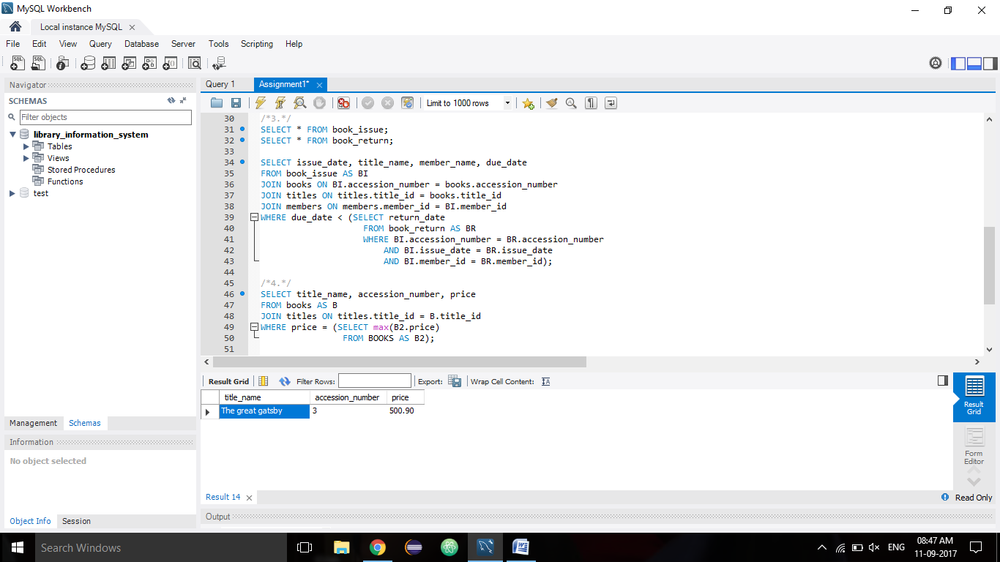 MySQL Workbench
Local instance MySQL
File Edit View Query Database Server Tools Scripting Help
Navigator
SCHEMAS
Filter objects
library_information_system
Tables
Views
Stored Procedures
Functions
test
Management Schemas
Information
No object selected
Object Info Session
Query 1 Assignment1*
Limit to 1000 rows
30 /*3.*/
31 SELECT * FROM book_issue;
32 SELECT * FROM book_return;
33
34 SELECT issue_date, title_name, member_name, due_date
35 FROM book_issue AS BI
36 JOIN books ON BI.accession_number = books.accession_number
37 JOIN titles ON titles.title_id = books.title_id
38 JOIN members ON members.member_id = BI.member_id
39 WHERE due_date < (SELECT return_date
40 FROM book_return AS BR
41 WHERE BI.accession_number = BR.accession_number
42 AND BI.issue_date = BR.issue_date
43 AND BI.member_id = BR.member_id);
44
45 /*4.*/
46 SELECT title_name, accession_number, price
47 FROM books AS B
48 JOIN titles ON titles.title_id = B.title_id
49 WHERE price = (SELECT max(B2.price)
50 FROM BOOKS AS B2);
51
Result Grid Filter Rows: Export: Wrap Cell Content:
title_name accession_number price
The great gatsby 3 500.90
Result
Grid
Form
Editor
Result 14
Read Only
Output
Search Windows
ENG
08:47 AM
11-09-2017